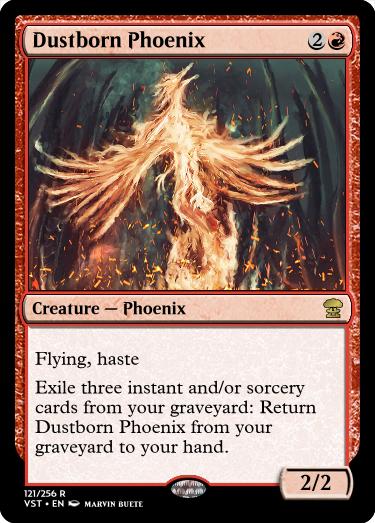 Dustborn Phoenix 2
Creature — Phoenix
Flying, haste
Exile three instant and/or sorcery
cards from your graveyard: Return
Dustborn Phoenix from your
graveyard to your hand.
2/2
121/256 R
VST • EN MARVIN BUETE